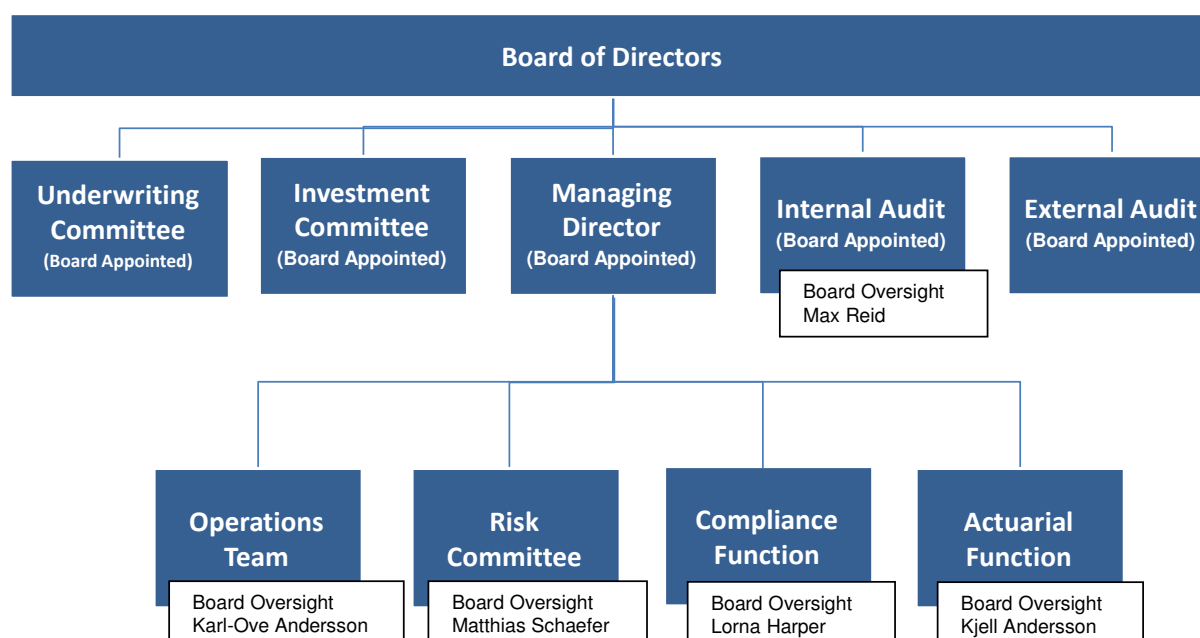 Board of Directors
Underwriting
Committee
(Board Appointed)
Investment
Committee
(Board Appointed)
Managing
Director
(Board Appointed)
Internal Audit
(Board Appointed)
Board Oversight
Max Reid
External Audit
(Board Appointed)
Operations
Team
Board Oversight
Karl-Ove Andersson
Risk
Committee
Board Oversight
Matthias Schaefer
Compliance
Function
Board Oversight
Lorna Harper
Actuarial
Function
Board Oversight
Kjell Andersson